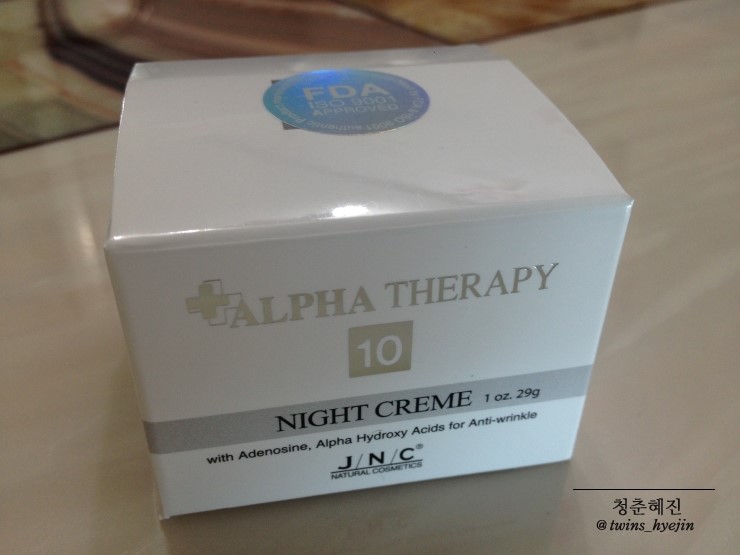 FDA
ISO 9001
APPROVED
ALPHA THERAPY
10
NIGHT CREME 1 oz. 29g
with Adenosine, Alpha Hydroxy Acids for Anti-wrinkle
J/N/C®
NATURAL COSMETICS
청춘혜진
@twins_hyejin